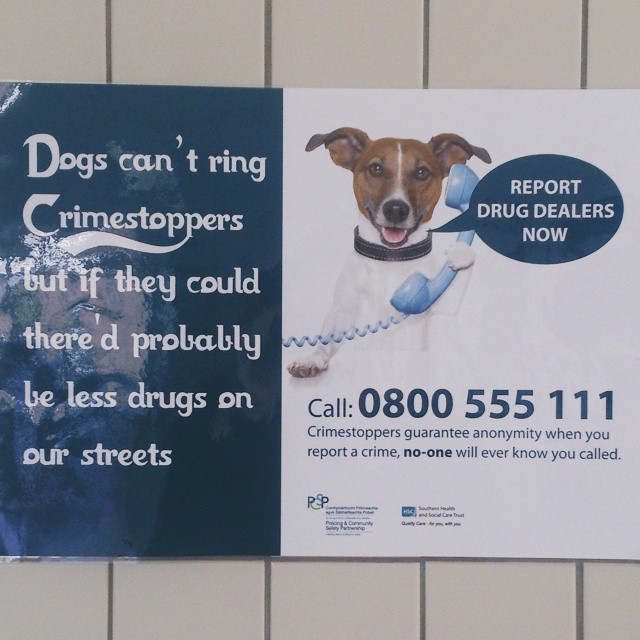 Dogs can't ring
Crimestoppers
but if they could
there'd probably
be less drugs on
our streets
REPORT
DRUG DEALERS
NOW
Call: 0800 555 111
Crimestoppers guarantee anonymity when you
report a crime, no-one will ever know you called.
PCSP
Policing & Community
Safety Partnership
HSC
Southern Health
and Social Care Trust
Quality Care - for you, with you